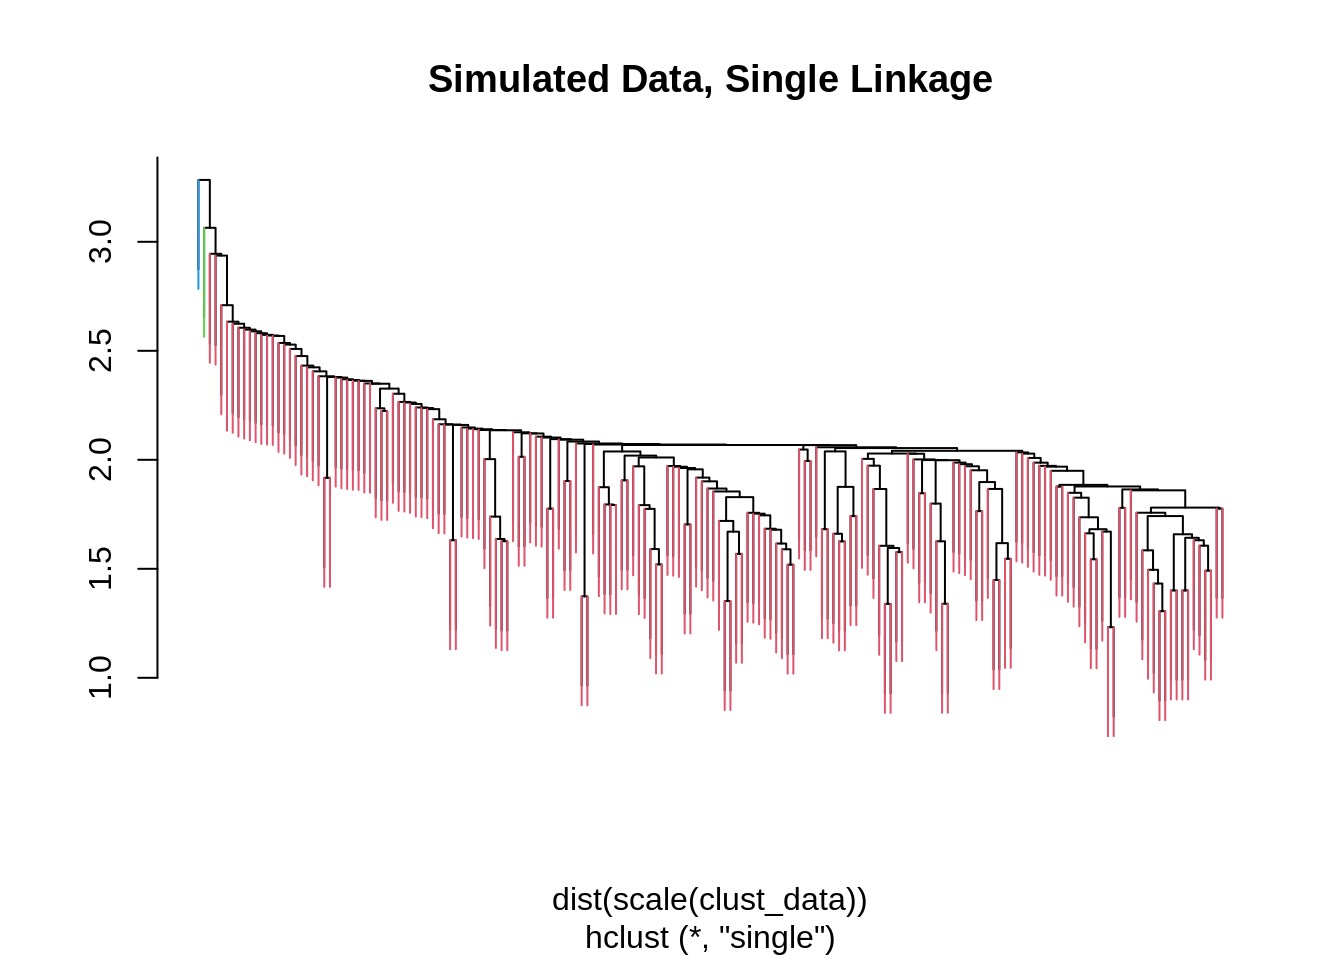 Simulated Data, Single Linkage
3.0
2.5
2.0
1.5
1.0
dist(scale(clust_data))
hclust (*, "single")